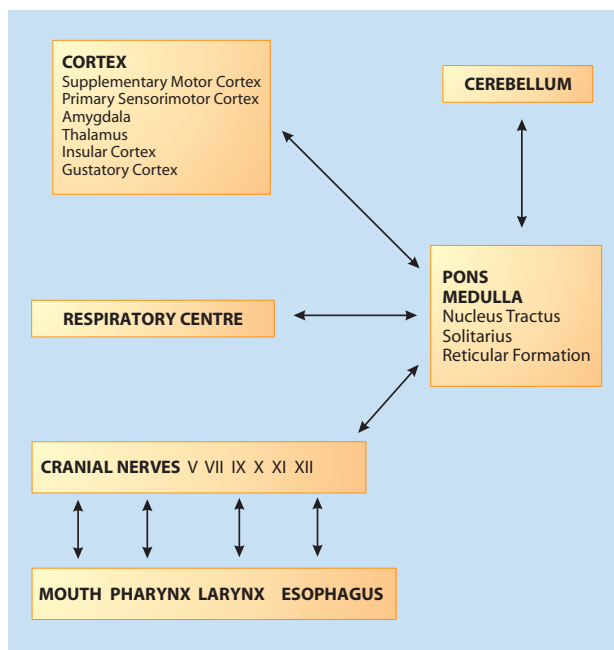 CORTEX
Supplementary Motor Cortex
Primary Sensorimotor Cortex
Amygdala
Thalamus
Insular Cortex
Gustatory Cortex
CEREBELLUM
PONS
MEDULLA
Nucleus Tractus
Solitarius
Reticular Formation
RESPIRATORY CENTRE
CRANIAL NERVES V VII IX X XI XII
MOUTH PHARYNX LARYNX ESOPHAGUS